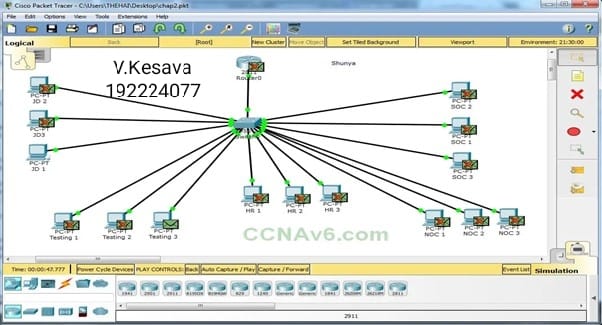 Cisco Packet Tracer - C:\Users\THEHAI\Desktop\chap2.pkt
File Edit Options View Tools Extensions Help
Logical Back [Root] New Cluster Move Object Set Tiled Background Viewport Environment: 21:30:00
V.Kesava
192224077
2911
Router0
Shunya
PC-PT
JD 2
PC-PT
JD3
PC-PT
JD 1
PC-PT
SOC 2
PC-PT
SOC 1
PC-PT
SOC 3
PC-PT
HR 1
PC-PT
HR 2
PC-PT
HR 3
PC-PT
Testing 1
PC-PT
Testing 2
PC-PT
Testing 3
PC-PT
NOC 1
PC-PT
NOC 2
PC-PT
NOC 3
CCNAv6.com
Time: 00:00:47.777 Power Cycle Devices PLAY CONTROLS: Back Auto Capture / Play Capture / Forward Event List Simulation
1941 2901 2911 819IOX 819HGW 829 1240 Generic Generic 1841 2620XM 2621XM 2811
2911